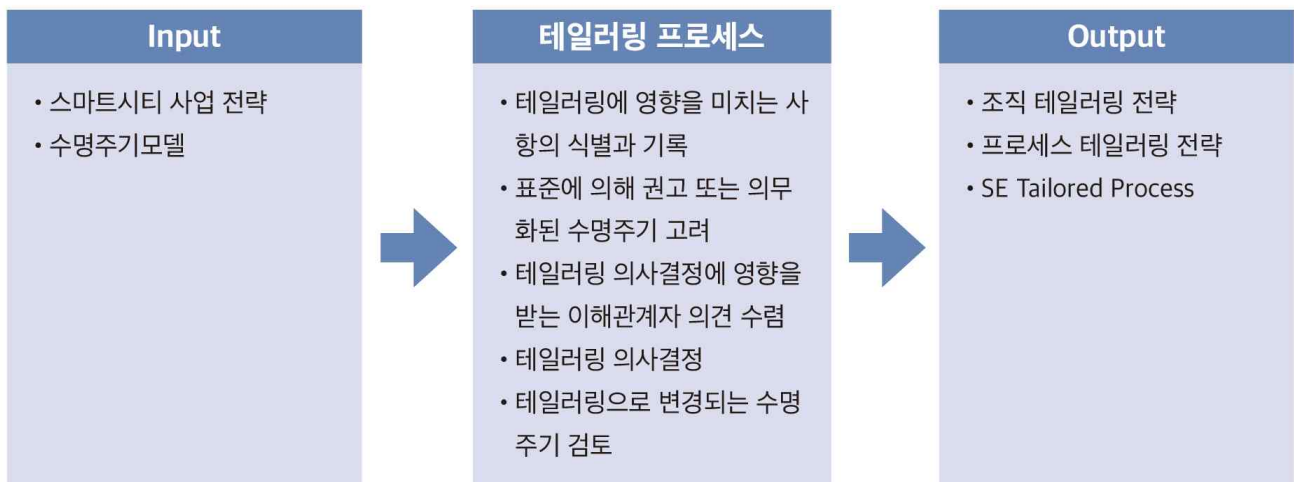 Input
• 스마트시티 사업 전략
• 수명주기모델
테일러링 프로세스
• 테일러링에 영향을 미치는 사
항의 식별과 기록
• 표준에 의해 권고 또는 의무
화된 수명주기 고려
• 테일러링 의사결정에 영향을
받는 이해관계자 의견 수렴
• 테일러링 의사결정
• 테일러링으로 변경되는 수명
주기 검토
Output
• 조직 테일러링 전략
• 프로세스 테일러링 전략
• SE Tailored Process